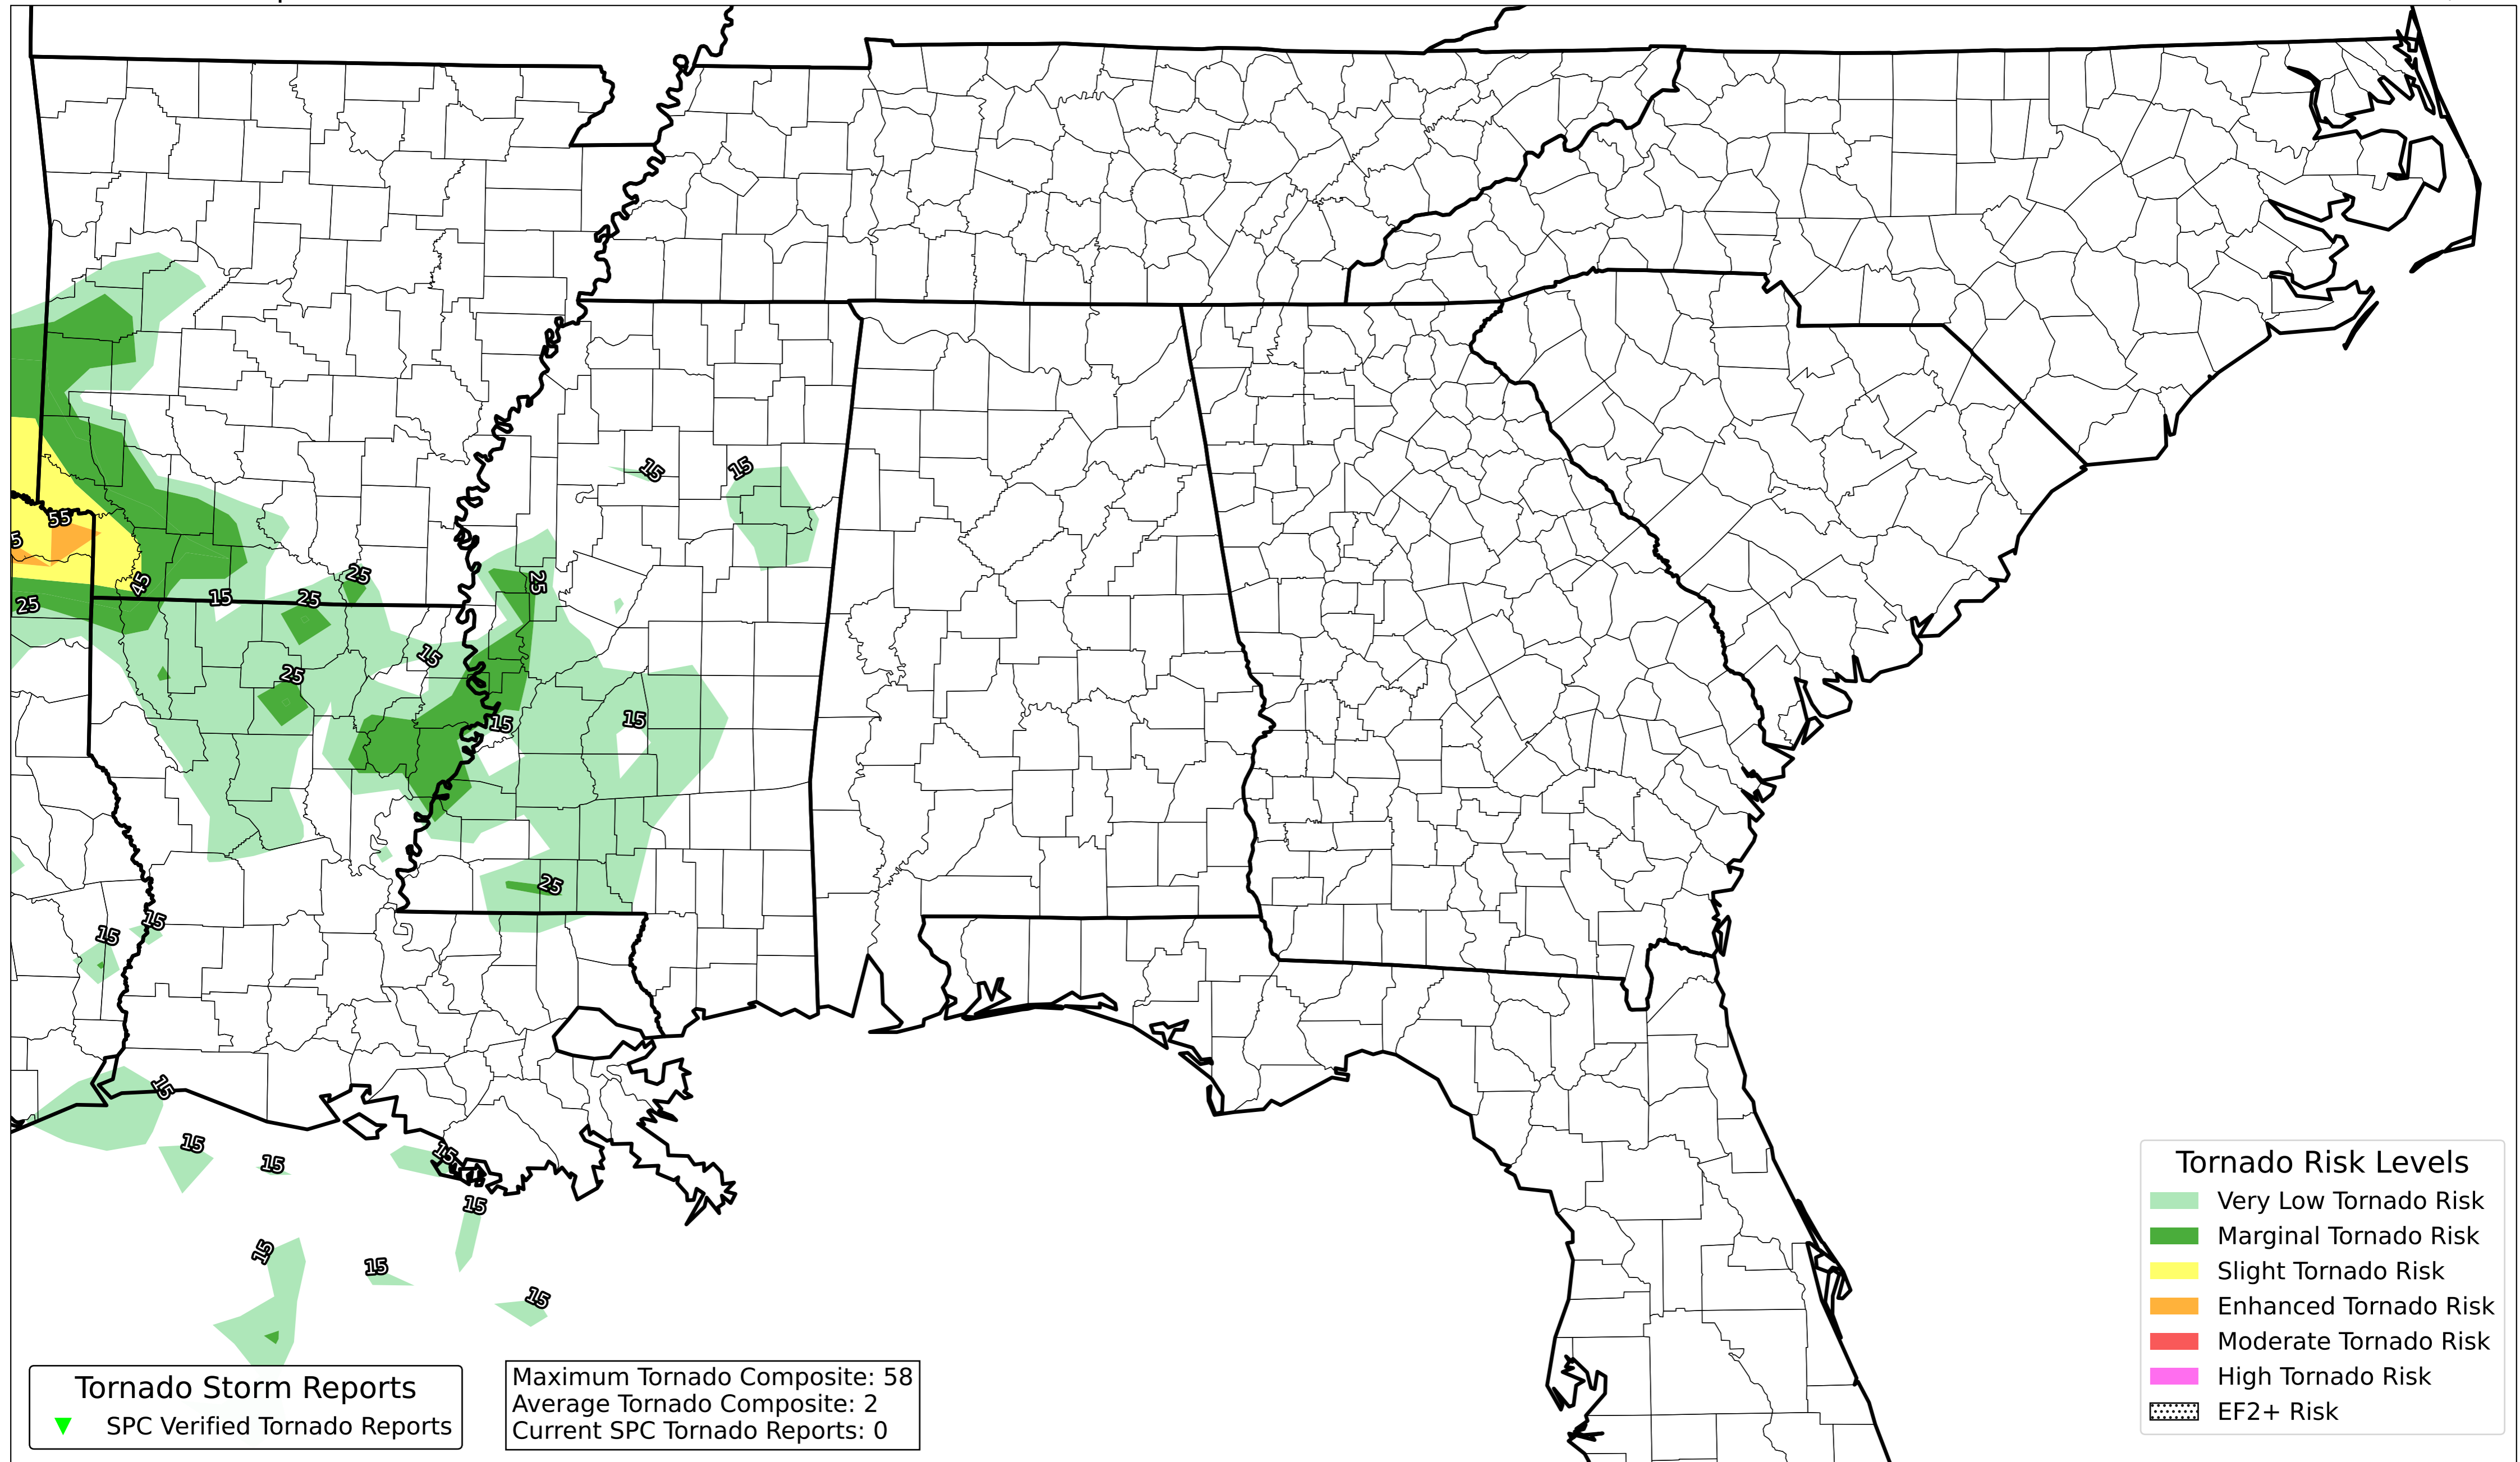 15
15
55
5
45
25
25
15
25
25
25
15
15
15
25
15
15
15
15
15
15
15
15
15
15
Tornado Risk Levels
Very Low Tornado Risk
Marginal Tornado Risk
Slight Tornado Risk
Enhanced Tornado Risk
Moderate Tornado Risk
High Tornado Risk
EF2+ Risk
Tornado Storm Reports
SPC Verified Tornado Reports
Maximum Tornado Composite: 58
Average Tornado Composite: 2
Current SPC Tornado Reports: 0